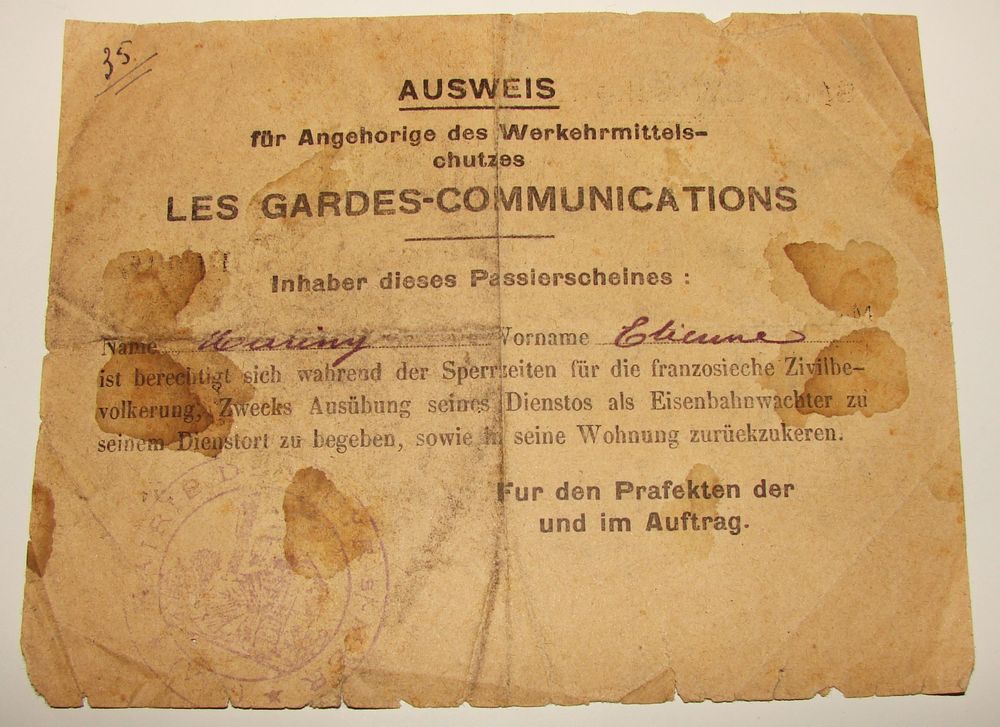 35.
AUSWEIS
für Angehorige des Werkehrmittels-
chutzes
LES GARDES-COMMUNICATIONS
Inhaber dieses Passierscheines :
Name Vorname Etienne
ist berechtigt sich wahrend der Sperrzeiten für die franzosieche Zivilbe-
volkerung, Zwecks Ausübung seines Dienstos als Eisenbahnwachter zu
seinem Dienstort zu begeben, sowie in seine Wohnung zurüekzukeren.
Fur den Prafekten der
und im Auftrag.